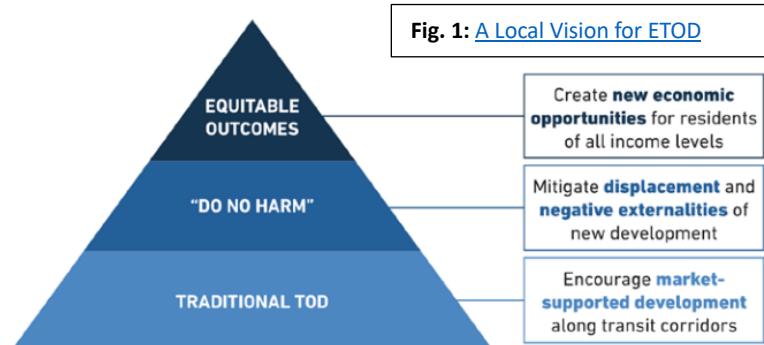 Fig. 1: A Local Vision for ETOD
EQUITABLE
OUTCOMES
Create new economic
opportunities for residents
of all income levels
"DO NO HARM"
Mitigate displacement and
negative externalities of
new development
TRADITIONAL TOD
Encourage market-
supported development
along transit corridors